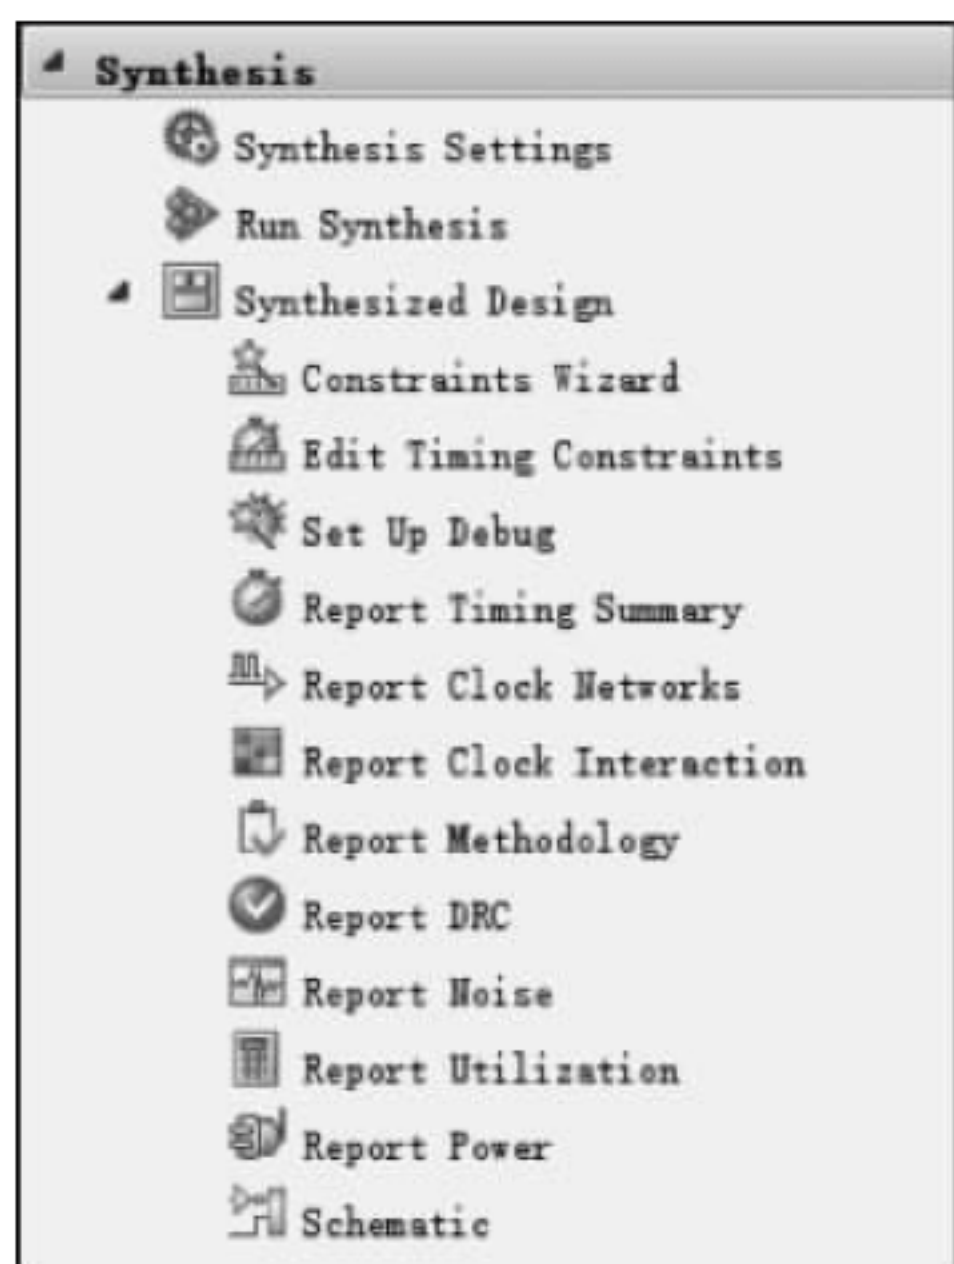 Synthesis
Synthesis Settings
Run Synthesis
Synthesized Design
Constraints Wizard
Edit Timing Constraints
Set Up Debug
Report Timing Summary
Report Clock Networks
Report Clock Interaction
Report Methodology
Report DRC
Report Noise
Report Utilization
Report Power
Schematic